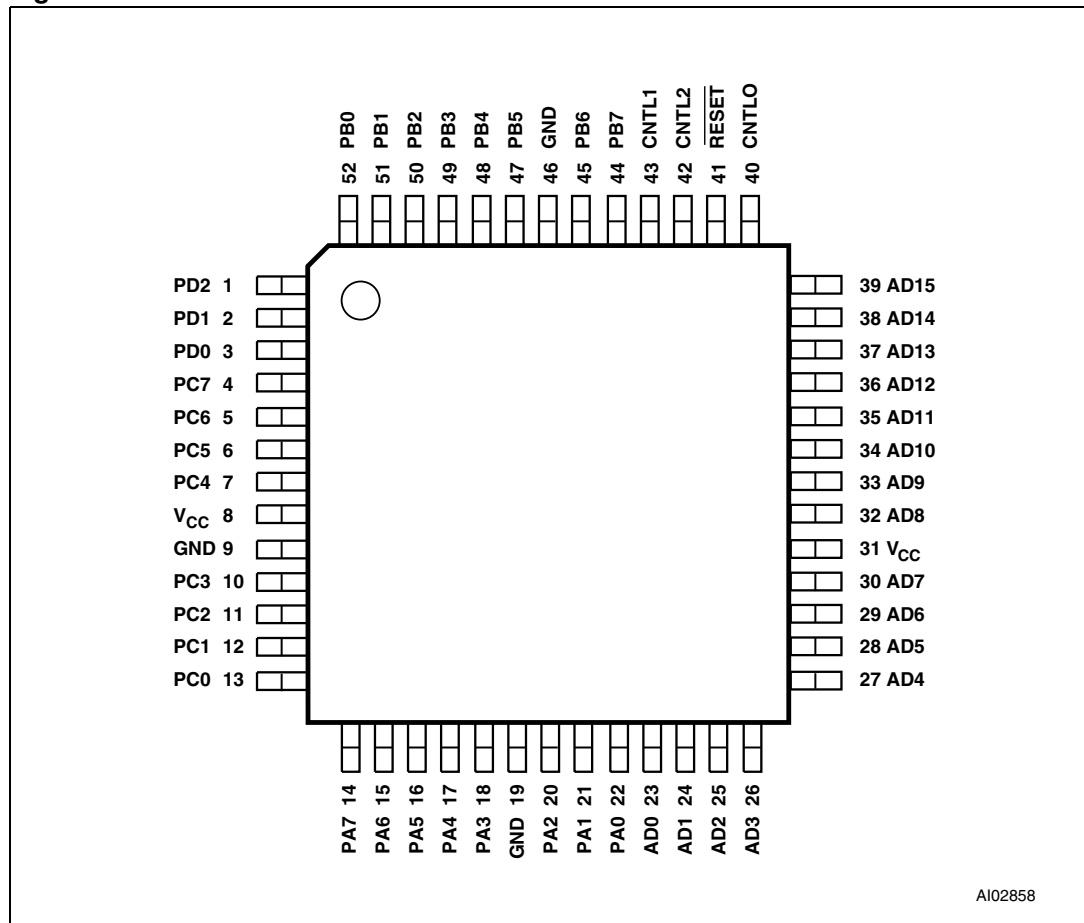 52 PB0
51 PB1
50 PB2
49 PB3
48 PB4
47 PB5
46 GND
45 PB6
44 PB7
43 CNTL1
42 CNTL2
41 RESET
40 CNTL0
PD2 1
PD1 2
PD0 3
PC7 4
PC6 5
PC5 6
PC4 7
VCC 8
GND 9
PC3 10
PC2 11
PC1 12
PC0 13
39 AD15
38 AD14
37 AD13
36 AD12
35 AD11
34 AD10
33 AD9
32 AD8
31 VCC
30 AD7
29 AD6
28 AD5
27 AD4
PA7 14
PA6 15
PA5 16
PA4 17
PA3 18
GND 19
PA2 20
PA1 21
PA0 22
AD0 23
AD1 24
AD2 25
AD3 26
AI02858